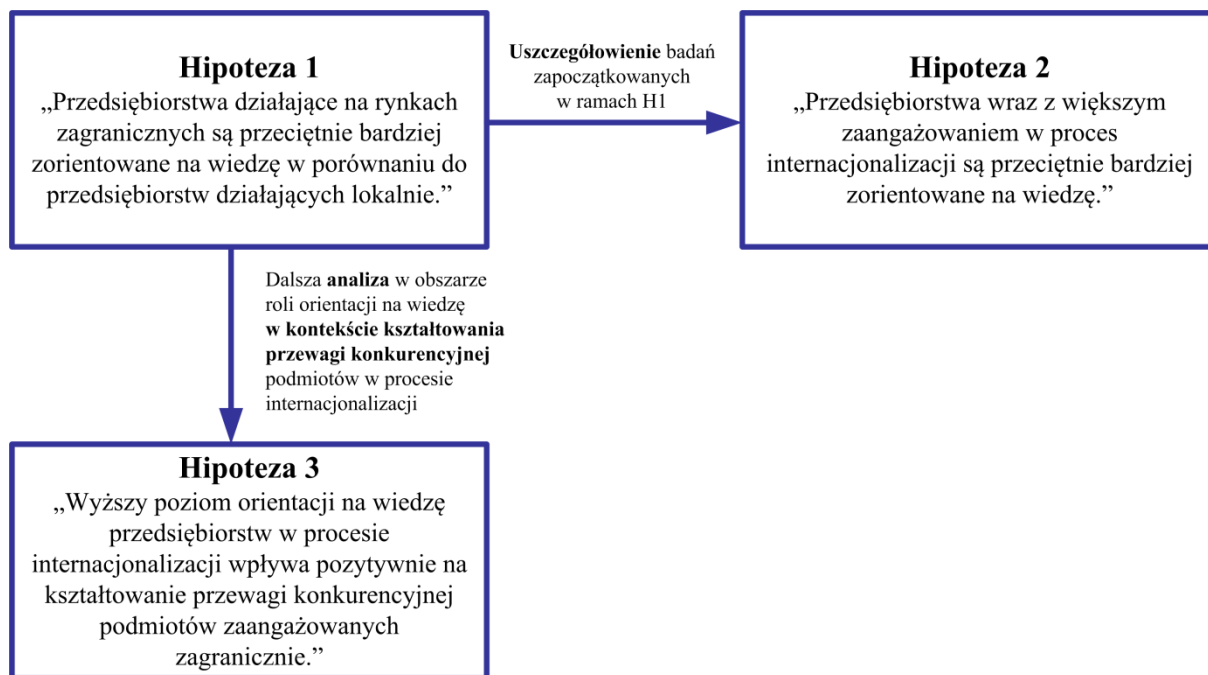 Hipoteza 1
„Przedsiębiorstwa działające na rynkach
zagranicznych są przeciętnie bardziej
zorientowane na wiedzę w porównaniu do
przedsiębiorstw działających lokalnie.”
Uszczegółowienie badań
zapoczątkowanych
w ramach H1
Hipoteza 2
„Przedsiębiorstwa wraz z większym
zaangażowaniem w proces
internacjonalizacji są przeciętnie bardziej
zorientowane na wiedzę.”
Dalsza analiza w obszarze
roli orientacji na wiedzę
w kontekście kształtowania
przewagi konkurencyjnej
podmiotów w procesie
internacjonalizacji
Hipoteza 3
„Wyższy poziom orientacji na wiedzę
przedsiębiorstw w procesie
internacjonalizacji wpływa pozytywnie na
kształtowanie przewagi konkurencyjnej
podmiotów zaangażowanych
zagranicznie.”